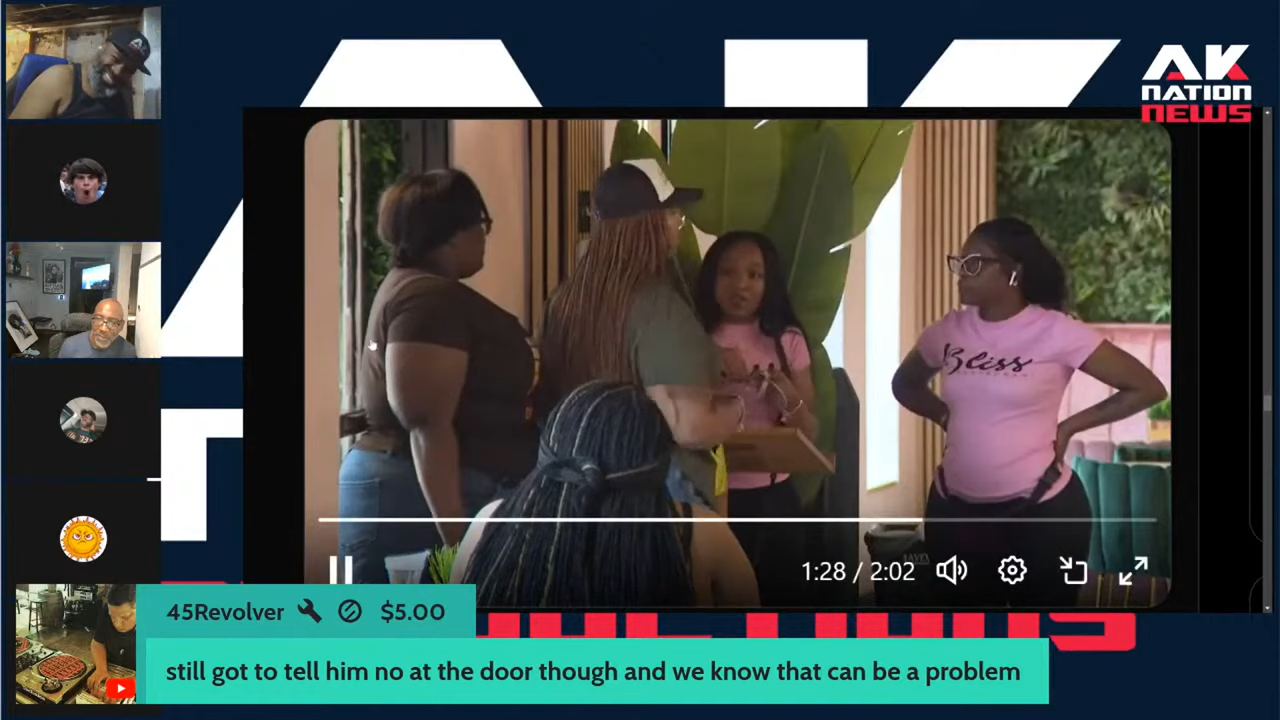 AK
NATION
NEWS
Bliss
1:28 / 2:02
45Revolver $5.00
still got to tell him no at the door though and we know that can be a problem